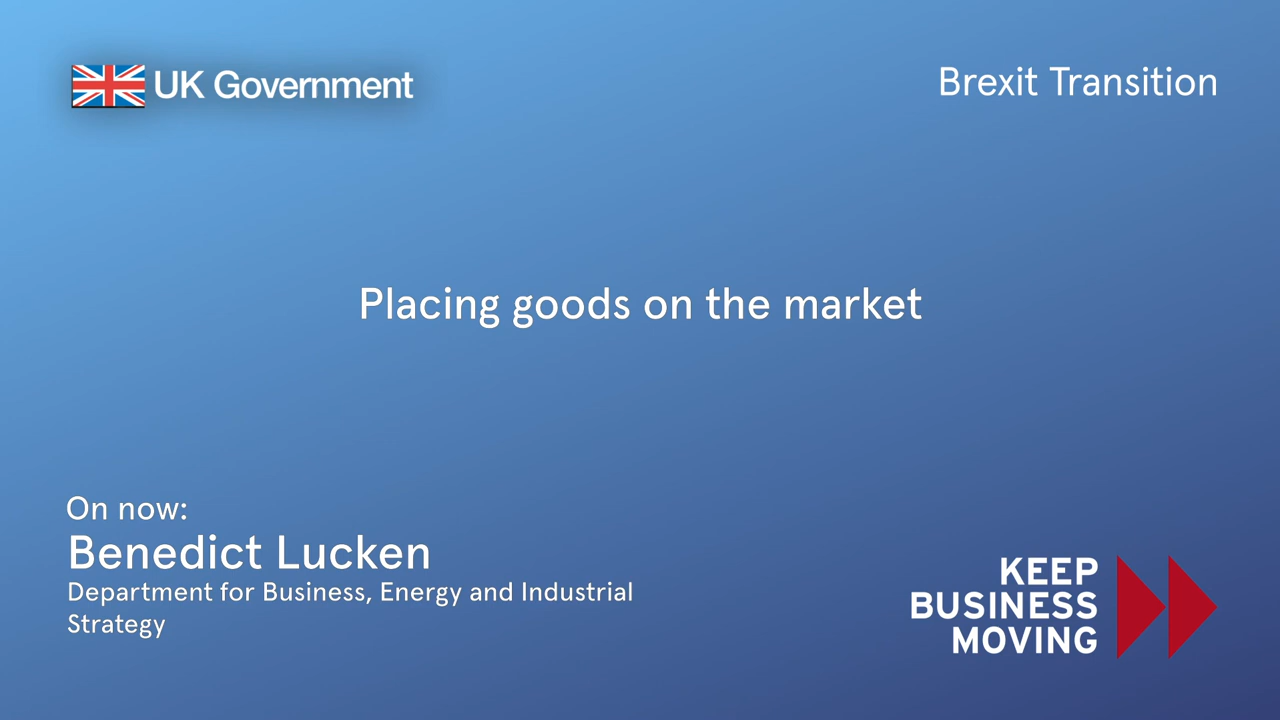 UK Government
Brexit Transition
Placing goods on the market
On now:
Benedict Lucken
Department for Business, Energy and Industrial
Strategy
KEEP
BUSINESS
MOVING